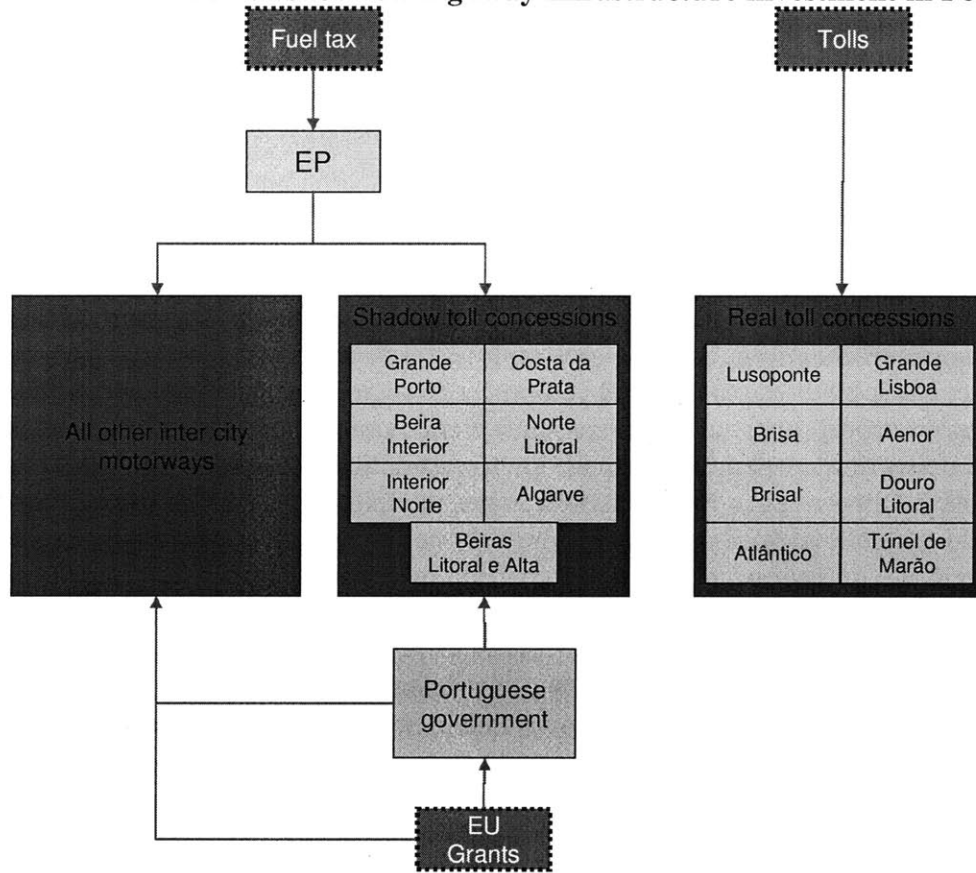 Fuel tax
Tolls
EP
All other inter city
motorways
Shadow toll concessions
Grande
Porto
Costa da
Prata
Beira
Interior
Norte
Litoral
Interior
Norte
Algarve
Beiras
Litoral e Alta
Real toll concessions
Lusoponte
Grande
Lisboa
Brisa
Aenor
Brisal
Douro
Litoral
Atlântico
Túnel de
Marão
Portuguese
government
EU
Grants